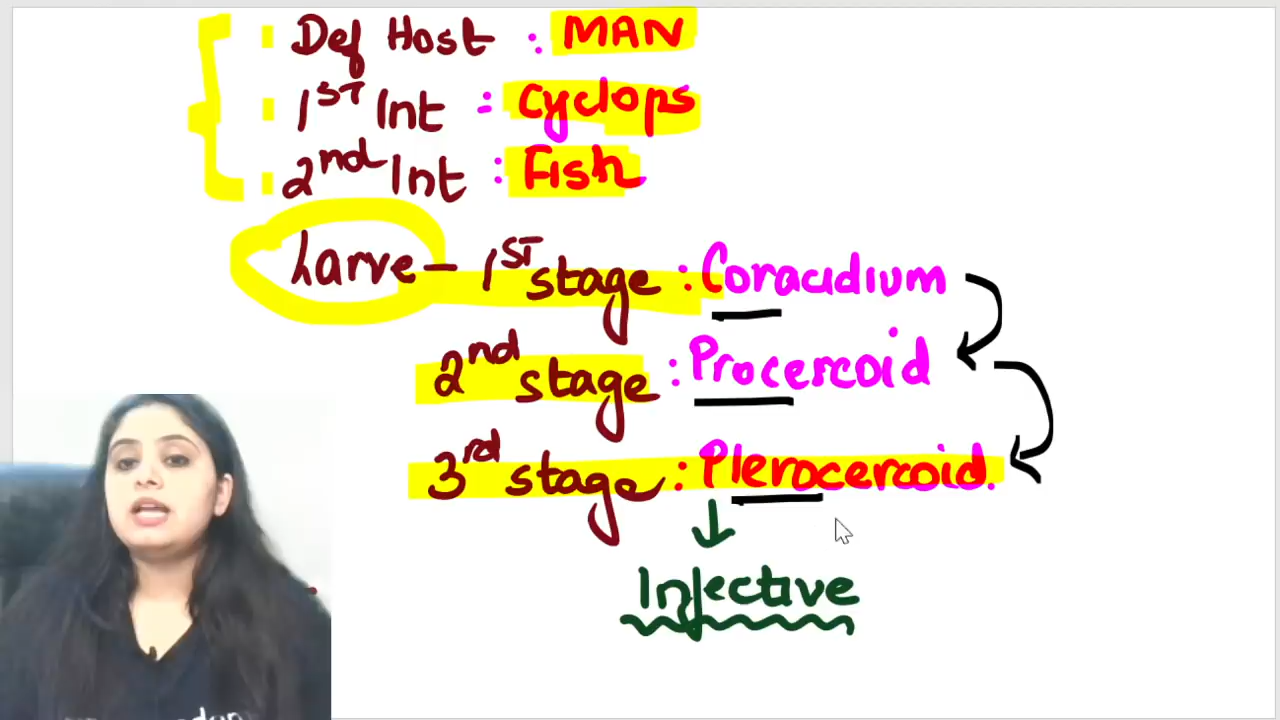 Def Host : MAN
1ST Int : Cyclops
2nd Int : Fish
Larve – 1ST stage : Coracidium
2nd stage : Procercoid
3rd stage : Plerocercoid.
Injective